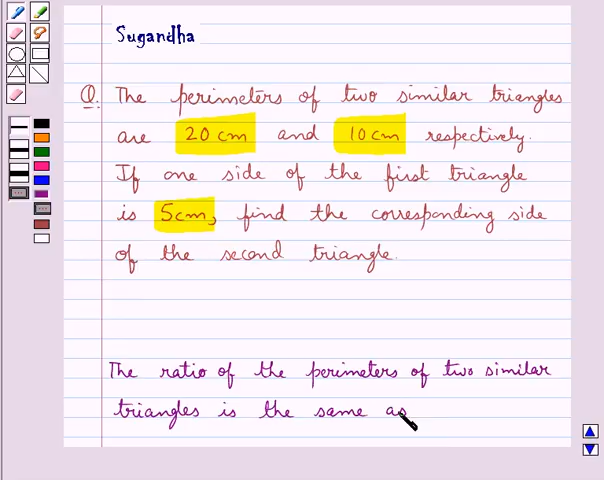 Sugandha
Q. The perimeters of two similar triangles
are 20 cm and 10 cm respectively.
If one side of the first triangle
is 5cm, find the corresponding side
of the second triangle.
The ratio of the perimeters of two similar
triangles is the same as